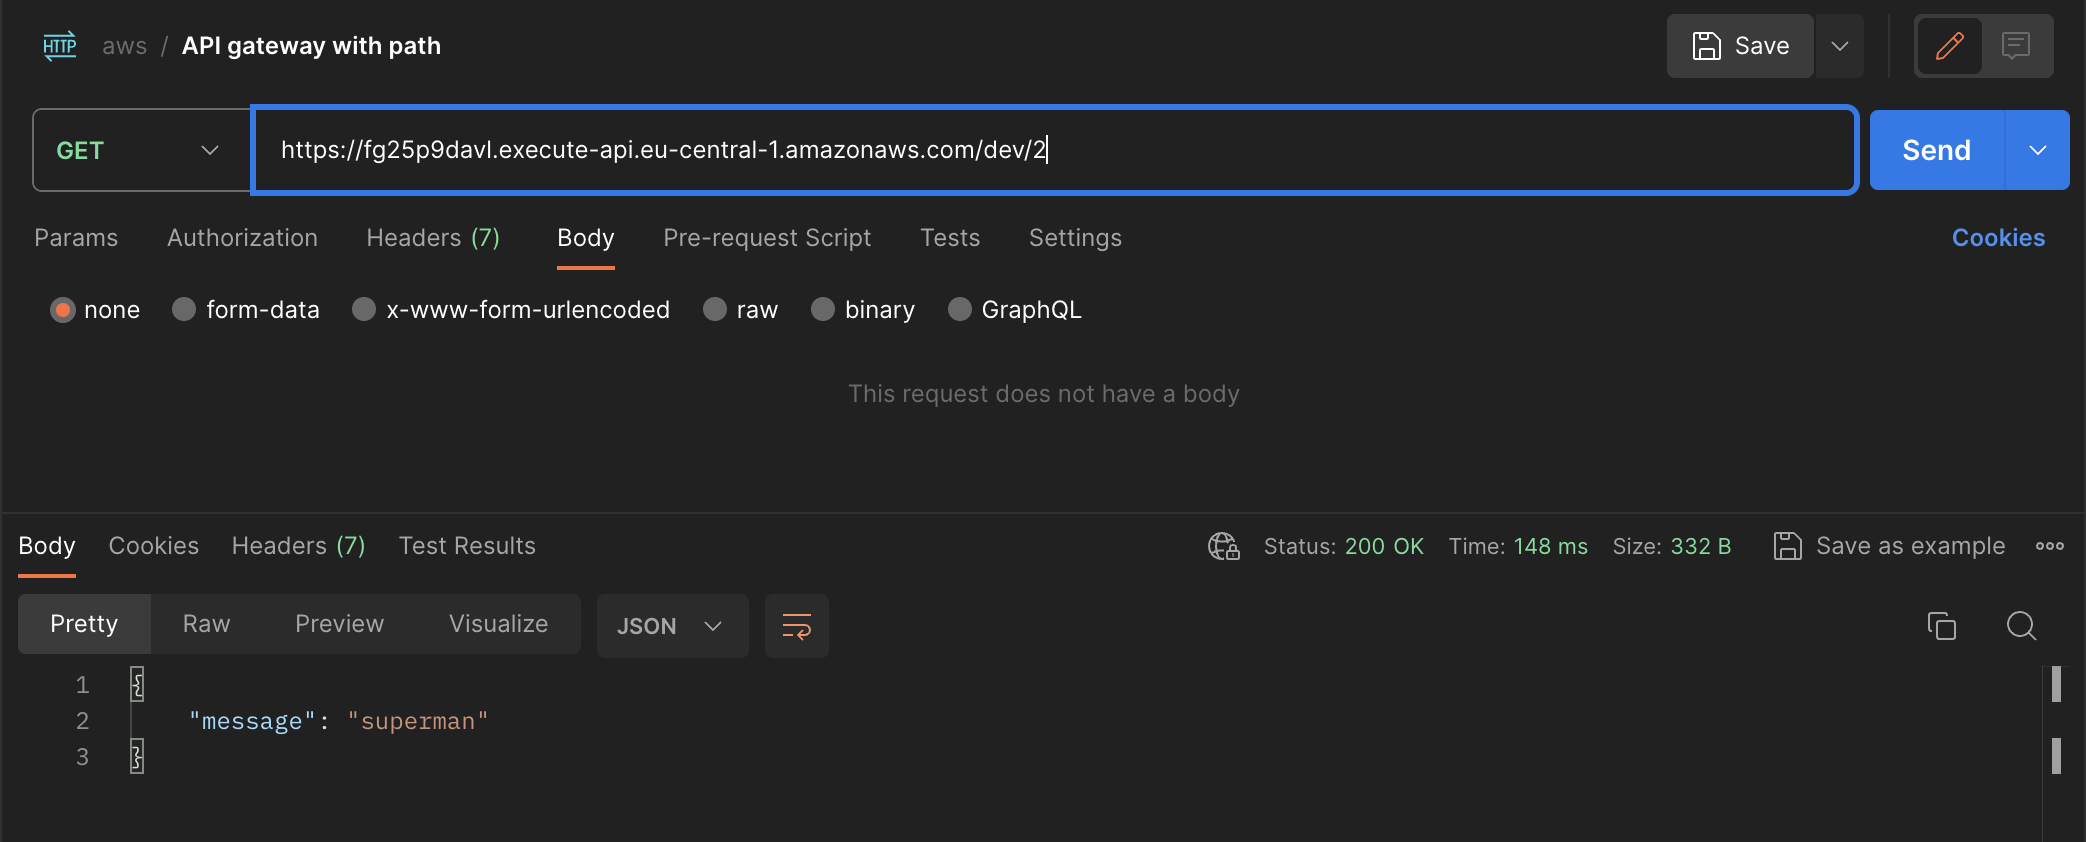 HTTP aws / API gateway with path Save
GET https://fg25p9davl.execute-api.eu-central-1.amazonaws.com/dev/2 Send
Params Authorization Headers (7) Body Pre-request Script Tests Settings Cookies
none form-data x-www-form-urlencoded raw binary GraphQL
This request does not have a body
Body Cookies Headers (7) Test Results Status: 200 OK Time: 148 ms Size: 332 B Save as example
Pretty Raw Preview Visualize JSON
1 {
2 "message": "superman"
3 }